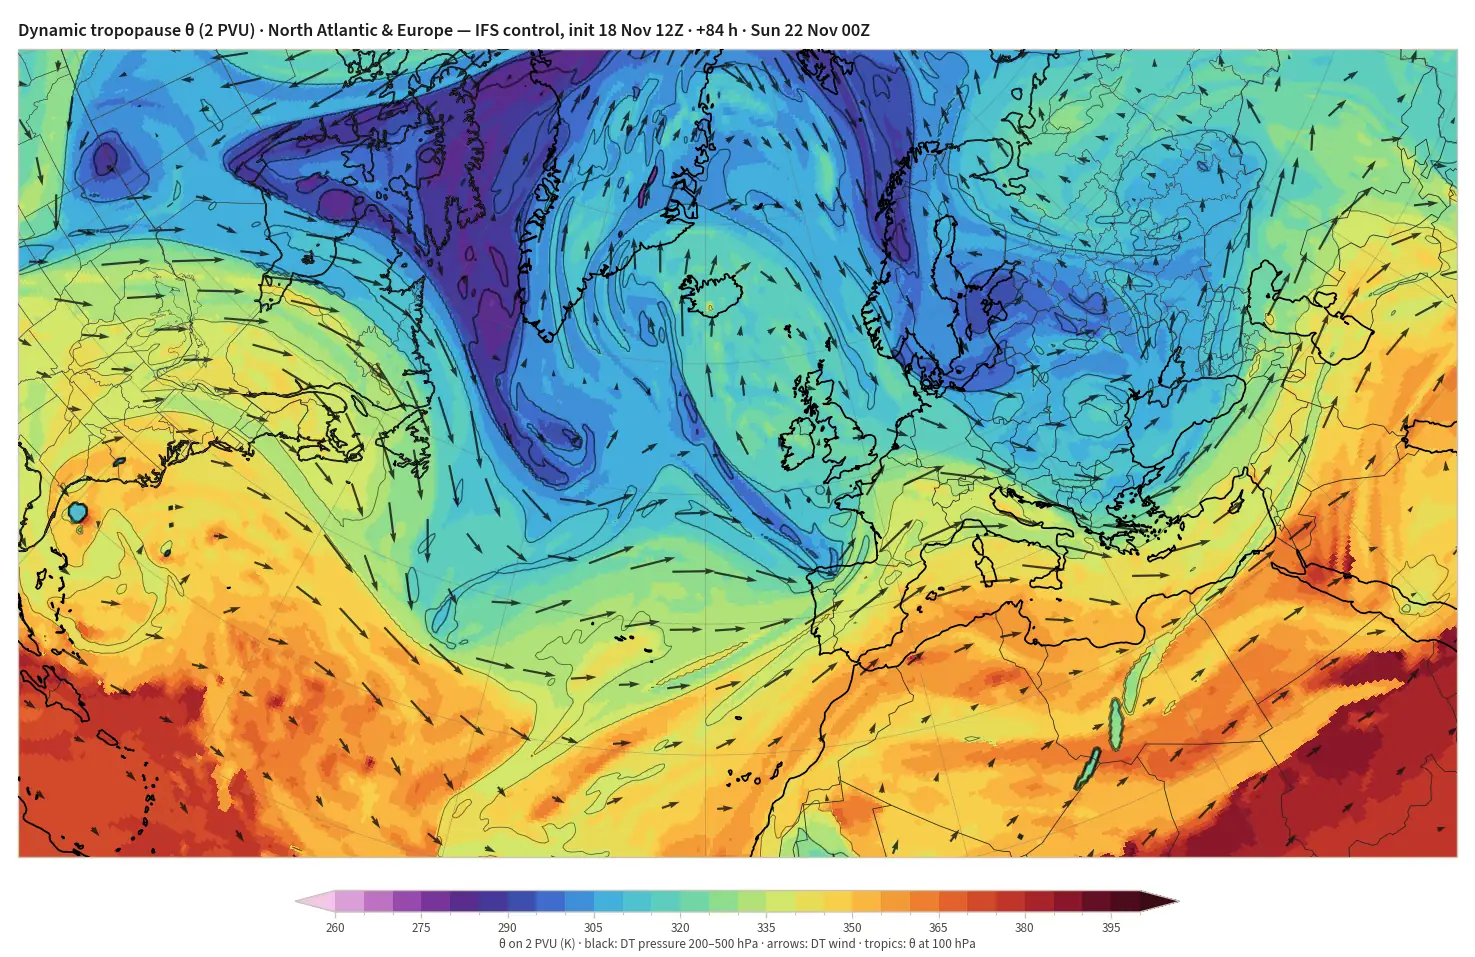 Dynamic tropopause θ (2 PVU) · North Atlantic & Europe — IFS control, init 18 Nov 12Z · +84 h · Sun 22 Nov 00Z
260 275 290 305 320 335 350 365 380 395
θ on 2 PVU (K) · black: DT pressure 200–500 hPa · arrows: DT wind · tropics: θ at 100 hPa